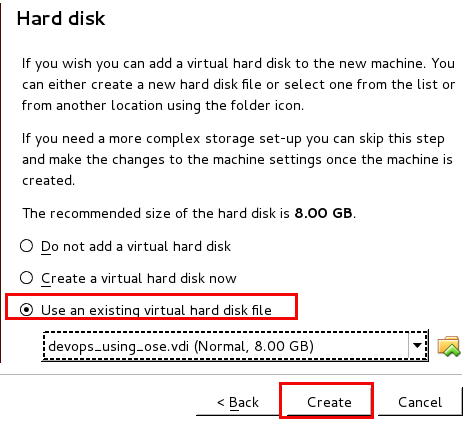 Hard disk
If you wish you can add a virtual hard disk to the new machine. You
can either create a new hard disk file or select one from the list or
from another location using the folder icon.
If you need a more complex storage set-up you can skip this step
and make the changes to the machine settings once the machine is
created.
The recommended size of the hard disk is 8.00 GB.
Do not add a virtual hard disk
Create a virtual hard disk now
Use an existing virtual hard disk file
devops_using_ose.vdi (Normal, 8.00 GB)
< Back Create Cancel